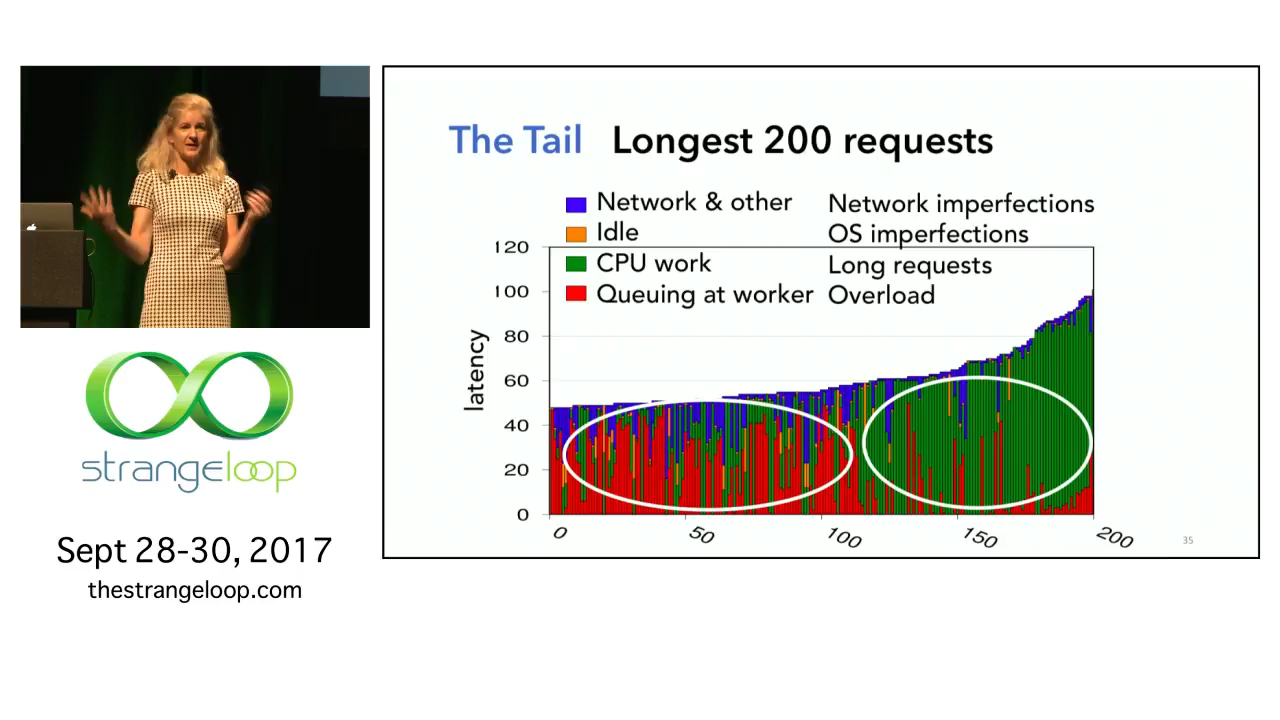 The Tail Longest 200 requests
Network & other Network imperfections
Idle OS imperfections
CPU work Long requests
Queuing at worker Overload
120
100
80
60
40
20
0
latency
0 50 100 150 200
35
strangeloop
Sept 28-30, 2017
thestrangeloop.com